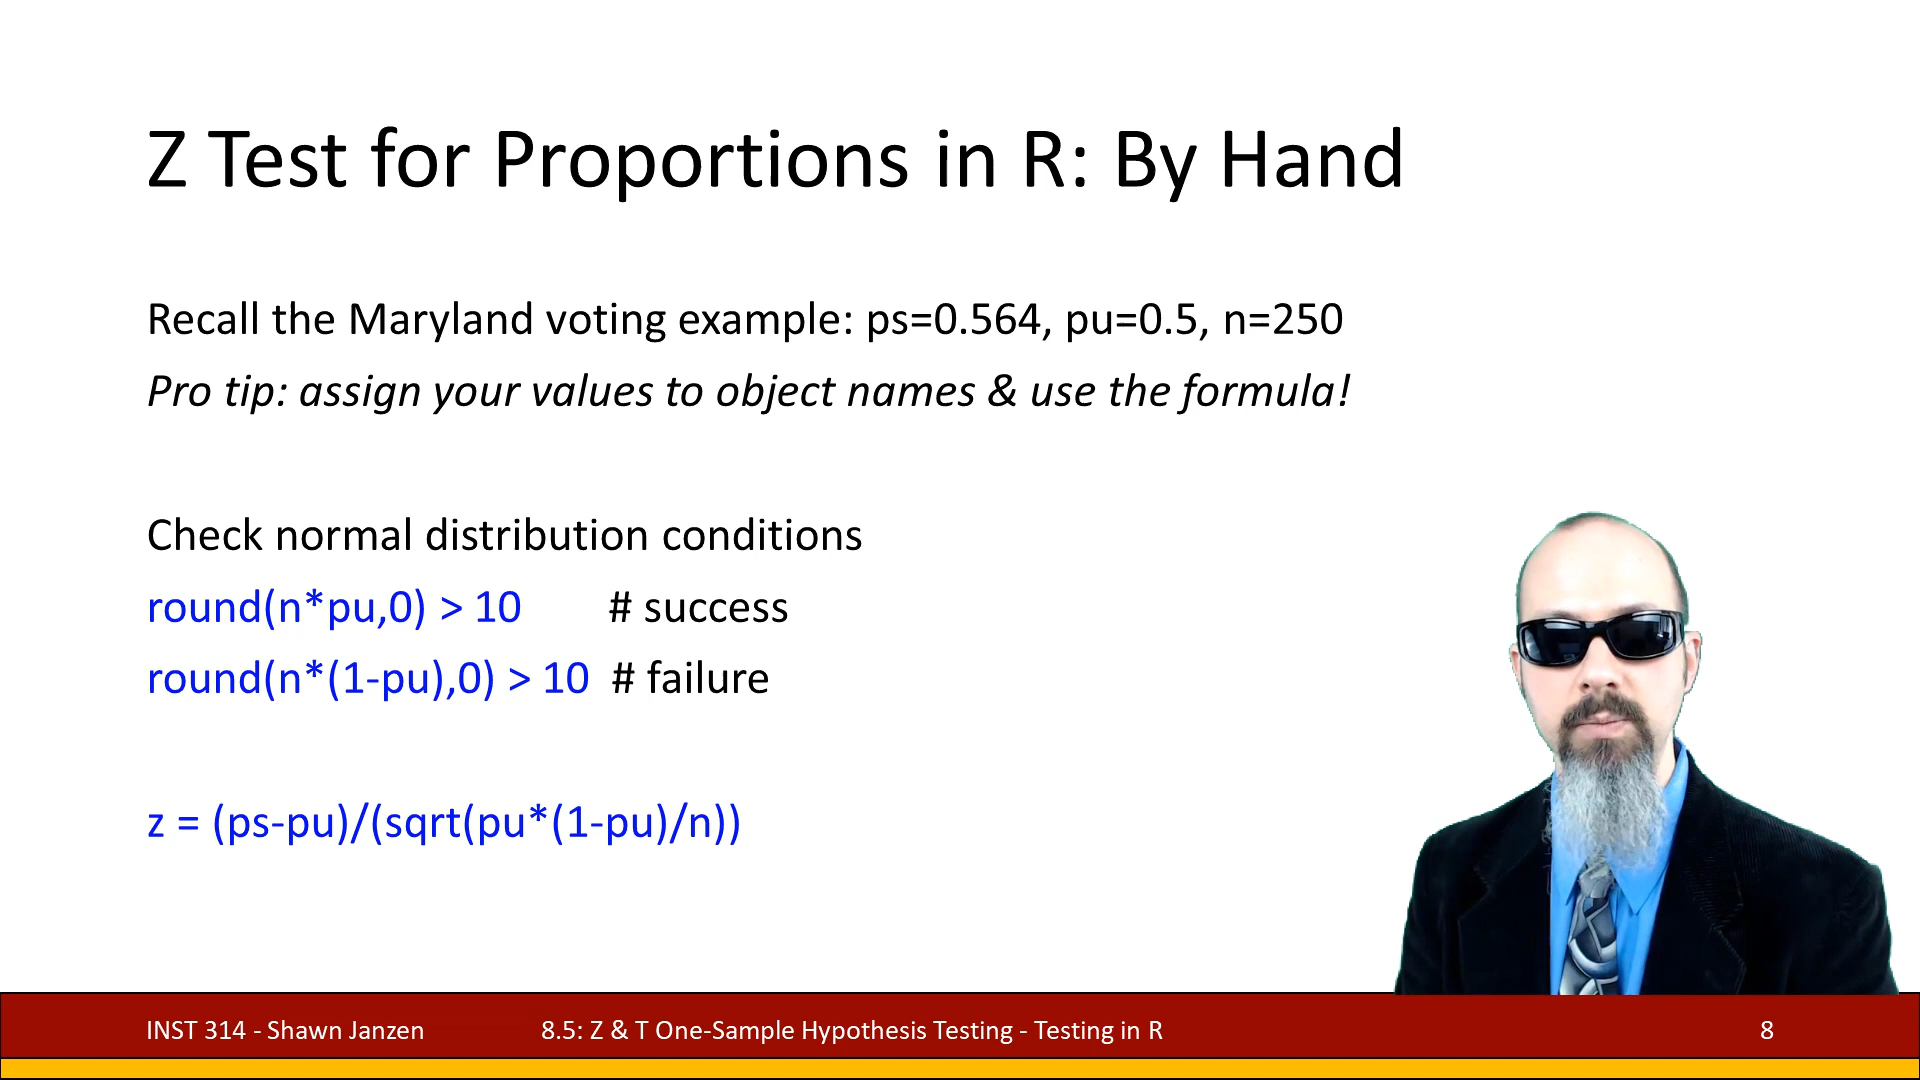 Z Test for Proportions in R: By Hand
Recall the Maryland voting example: ps=0.564, pu=0.5, n=250
Pro tip: assign your values to object names & use the formula!
Check normal distribution conditions
round(n*pu,0) > 10 # success
round(n*(1-pu),0) > 10 # failure
z = (ps-pu)/(sqrt(pu*(1-pu)/n))
INST 314 - Shawn Janzen 8.5: Z & T One-Sample Hypothesis Testing - Testing in R 8